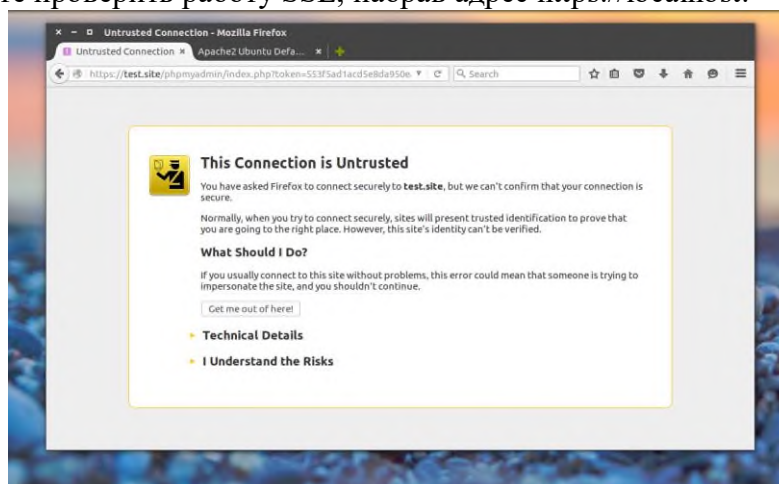 те проверить работу SSL, набрав адрес https://localhost.
Untrusted Connection - Mozilla Firefox
Untrusted Connection × Apache2 Ubuntu Defa... ×
https://test.site/phpmyadmin/index.php?token= Search
This Connection is Untrusted
You have asked Firefox to connect securely to test.site, but we can't confirm that your connection is
secure.
Normally, when you try to connect securely, sites will present trusted identification to prove that
you are going to the right place. However, this site's identity can't be verified.
What Should I Do?
If you usually connect to this site without problems, this error could mean that someone is trying to
impersonate the site, and you shouldn't continue.
Get me out of here!
Technical Details
I Understand the Risks